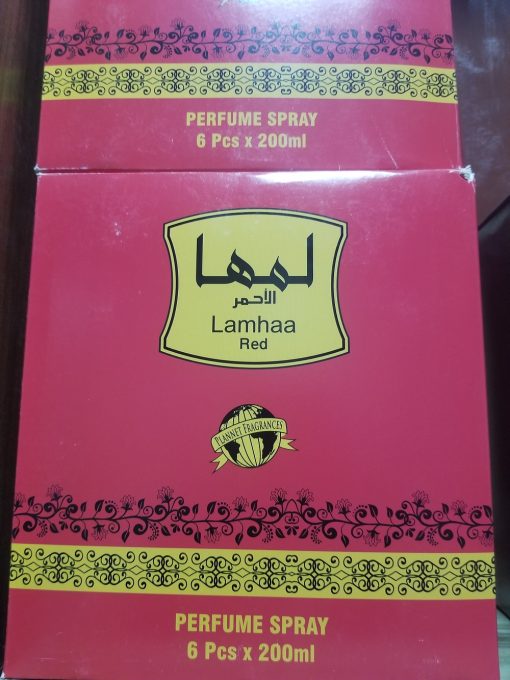 PERFUME SPRAY
6 Pcs x 200ml
لمها
الأحمر
Lamhaa
Red
PLANNET FRAGRANCES
PERFUME SPRAY
6 Pcs x 200ml